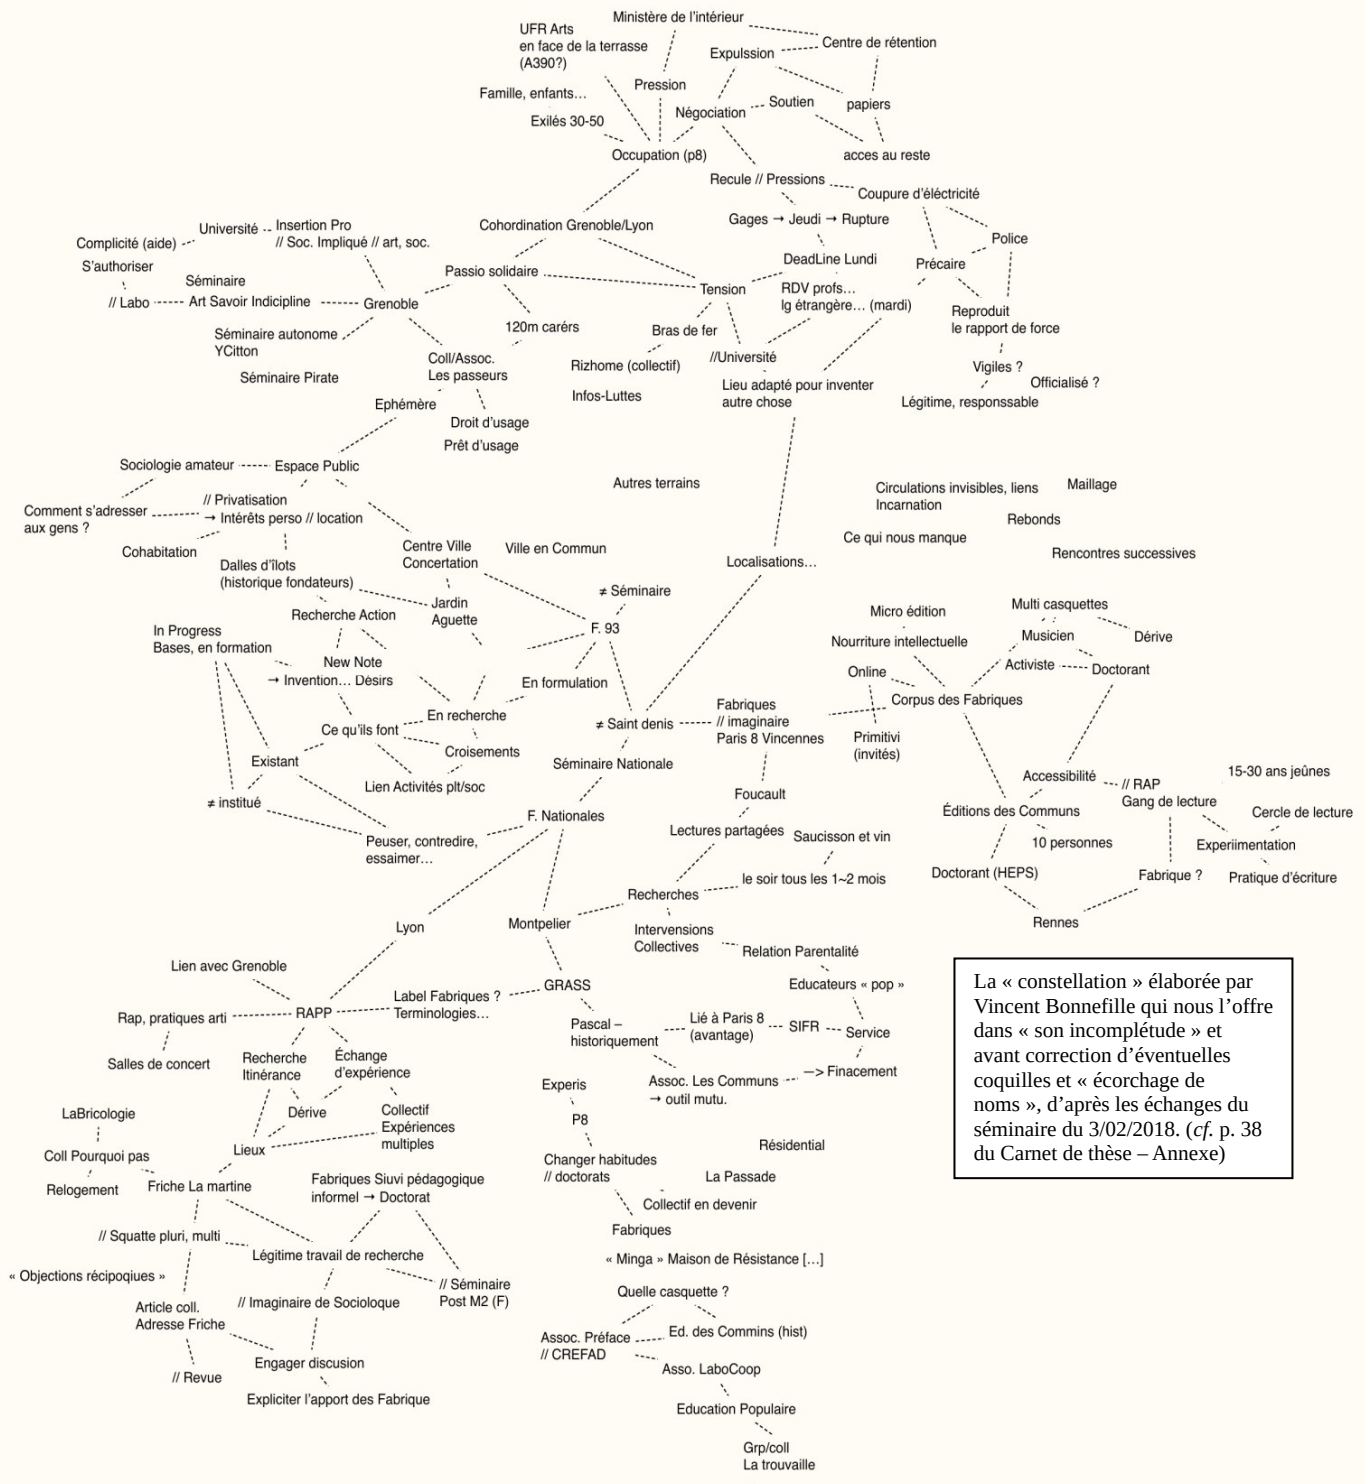 Ministère de l'intérieur
UFR Arts
en face de la terrasse
(A390?)
Expulssion
Centre de rétention
Pression
Famille, enfants…
Négociation
Soutien
papiers
Exilés 30-50
Occupation (p8)
acces au reste
Recule // Pressions
Coupure d'éléctricité
Gages → Jeudi → Rupture
Cohordination Grenoble/Lyon
Université
Insertion Pro
// Soc. Impliqué // art, soc.
Complicité (aide)
Police
S'authoriser
DeadLine Lundi
Précaire
Passio solidaire
Séminaire
Tension
RDV profs…
lg étrangère… (mardi)
// Labo
Art Savoir Indicipline
Grenoble
Reproduit
le rapport de force
120m carérs
Bras de fer
Séminaire autonome
YCitton
Coll/Assoc.
Les passeurs
//Université
Rizhome (collectif)
Vigiles ?
Séminaire Pirate
Lieu adapté pour inventer
autre chose
Officialisé ?
Infos-Luttes
Légitime, responssable
Ephémère
Droit d'usage
Prêt d'usage
Sociologie amateur
Espace Public
Autres terrains
Circulations invisibles, liens
Incarnation
Maillage
// Privatisation
→ Intérêts perso // location
Comment s'adresser
aux gens ?
Rebonds
Ce qui nous manque
Cohabitation
Centre Ville
Concertation
Ville en Commun
Rencontres successives
Dalles d'îlots
(historique fondateurs)
Localisations…
≠ Séminaire
Jardin
Aguette
Recherche Action
Micro édition
Multi casquettes
In Progress
Bases, en formation
F. 93
Nourriture intellectuelle
Musicien
Dérive
New Note
→ Invention… Désirs
Online
Activiste
Doctorant
En formulation
Corpus des Fabriques
Fabriques
// imaginaire
Paris 8 Vincennes
En recherche
≠ Saint denis
Ce qu'ils font
Primitivi
(invités)
Croisements
Existant
Séminaire Nationale
Lien Activités plt/soc
Accessibilité
// RAP
Gang de lecture
15-30 ans jeûnes
≠ institué
Foucault
F. Nationales
Éditions des Communs
Cercle de lecture
Peuser, contredire,
essaimer…
Lectures partagées
Saucisson et vin
10 personnes
Experiimentation
le soir tous les 1~2 mois
Doctorant (HEPS)
Fabrique ?
Pratique d'écriture
Recherches
Lyon
Montpelier
Intervensions
Collectives
Rennes
Relation Parentalité
Lien avec Grenoble
GRASS
Educateurs « pop »
Label Fabriques ?
Terminologies…
RAPP
Rap, pratiques arti
Pascal –
historiquement
Lié à Paris 8
(avantage)
SIFR
Service
Salles de concert
Recherche
Itinérance
Échange
d'expérience
Assoc. Les Communs
→ outil mutu.
—> Finacement
Experis
LaBricologie
Dérive
Collectif
Expériences
multiples
P8
Résidential
Coll Pourquoi pas
Lieux
Changer habitudes
// doctorats
La Passade
Relogement
Friche La martine
Fabriques Siuvi pédagogique
informel → Doctorat
Collectif en devenir
Fabriques
// Squatte pluri, multi
Légitime travail de recherche
« Minga » Maison de Résistance […]
« Objections récipoqiues »
// Séminaire
Post M2 (F)
Quelle casquette ?
Article coll.
Adresse Friche
// Imaginaire de Socioloque
Assoc. Préface
// CREFAD
Ed. des Commins (hist)
Engager discusion
Asso. LaboCoop
// Revue
Expliciter l'apport des Fabrique
Education Populaire
Grp/coll
La trouvaille
La « constellation » élaborée par
Vincent Bonnefille qui nous l'offre
dans « son incomplétude » et
avant correction d'éventuelles
coquilles et « écorchage de
noms », d'après les échanges du
séminaire du 3/02/2018. (cf. p. 38
du Carnet de thèse – Annexe)